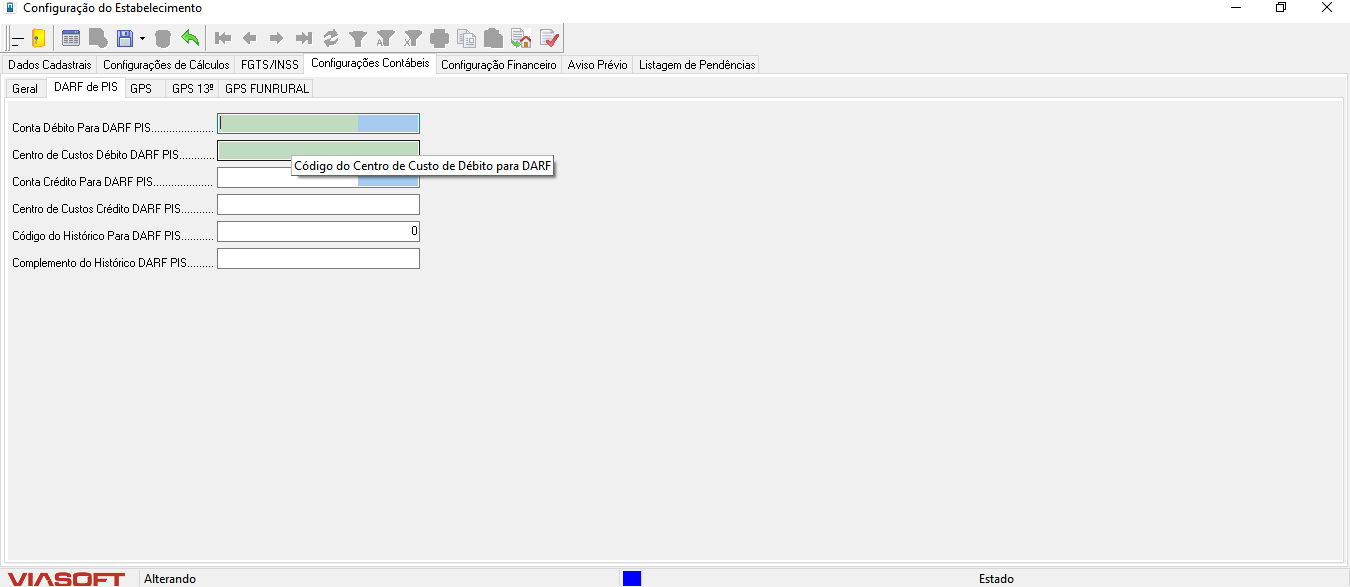 Configuração do Estabelecimento
Dados Cadastrais Configurações de Cálculos FGTS/INSS Configurações Contábeis Configuração Financeiro Aviso Prévio Listagem de Pendências
Geral DARF de PIS GPS GPS 13º GPS FUNRURAL
Conta Débito Para DARF PIS.....................
Centro de Custos Débito DARF PIS............
Código do Centro de Custo de Débito para DARF
Conta Crédito Para DARF PIS....................
Centro de Custos Crédito DARF PIS...........
Código do Histórico Para DARF PIS........... 0
Complemento do Histórico DARF PIS.........
VIASOFT Alterando Estado